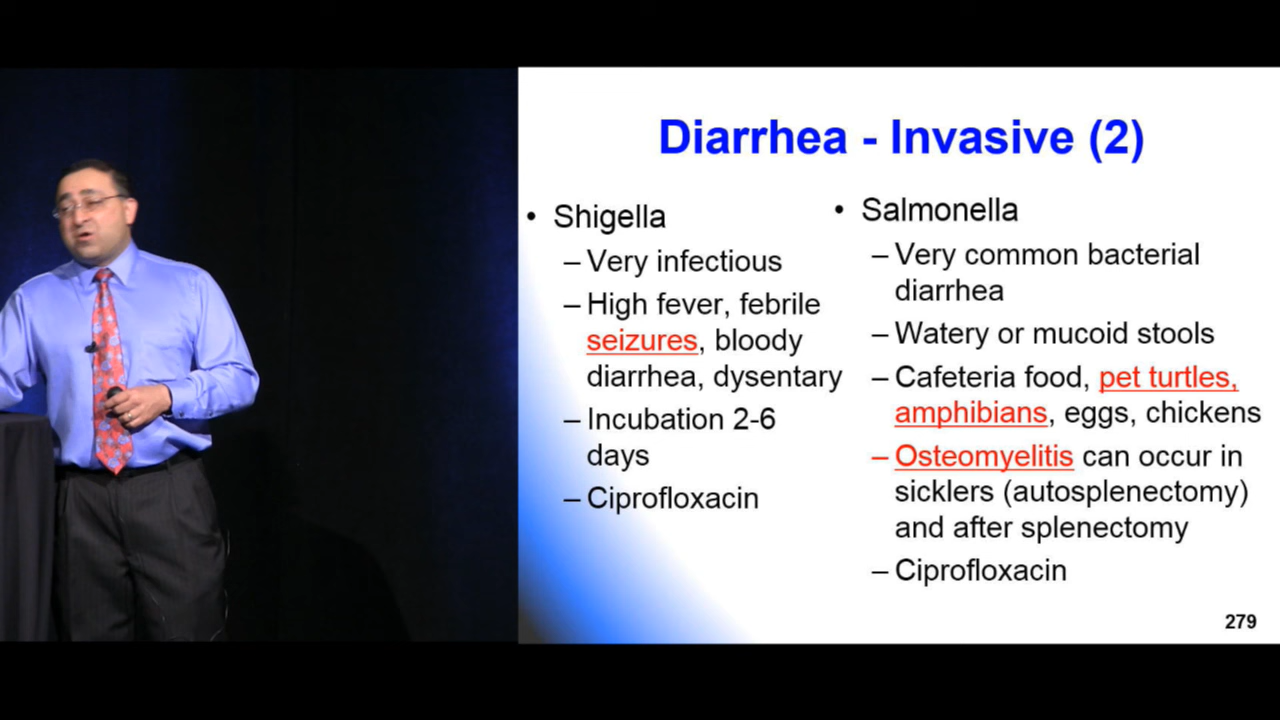 Diarrhea - Invasive (2)
• Shigella
– Very infectious
– High fever, febrile
seizures, bloody
diarrhea, dysentary
– Incubation 2-6
days
– Ciprofloxacin
• Salmonella
– Very common bacterial
diarrhea
– Watery or mucoid stools
– Cafeteria food, pet turtles,
amphibians, eggs, chickens
– Osteomyelitis can occur in
sicklers (autosplenectomy)
and after splenectomy
– Ciprofloxacin
279